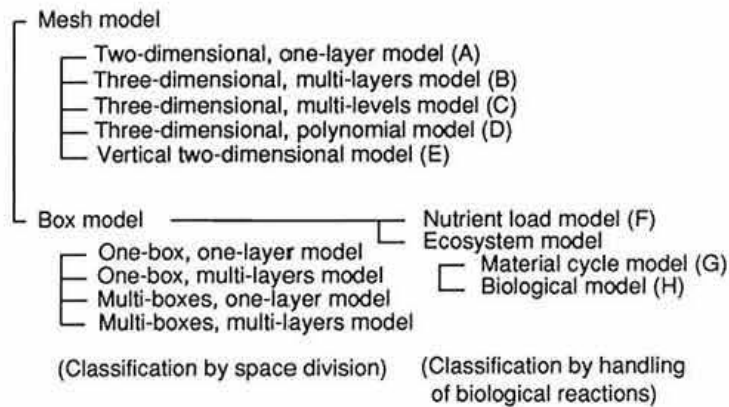 Mesh model
Two-dimensional, one-layer model (A)
Three-dimensional, multi-layers model (B)
Three-dimensional, multi-levels model (C)
Three-dimensional, polynomial model (D)
Vertical two-dimensional model (E)
Box model
Nutrient load model (F)
Ecosystem model
One-box, one-layer model
Material cycle model (G)
One-box, multi-layers model
Biological model (H)
Multi-boxes, one-layer model
Multi-boxes, multi-layers model
(Classification by space division)
(Classification by handling
of biological reactions)